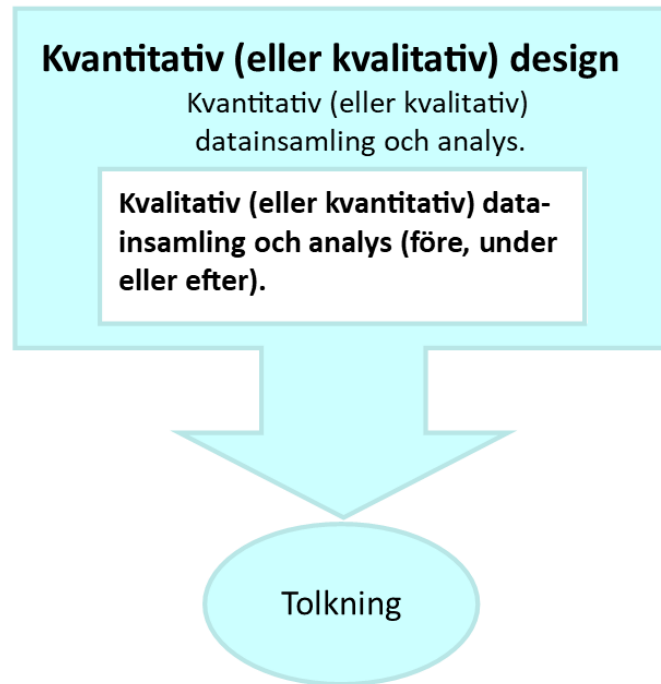 Kvantitativ (eller kvalitativ) design
Kvantitativ (eller kvalitativ)
datainsamling och analys.
Kvalitativ (eller kvantitativ) data-
insamling och analys (före, under
eller efter).
Tolkning